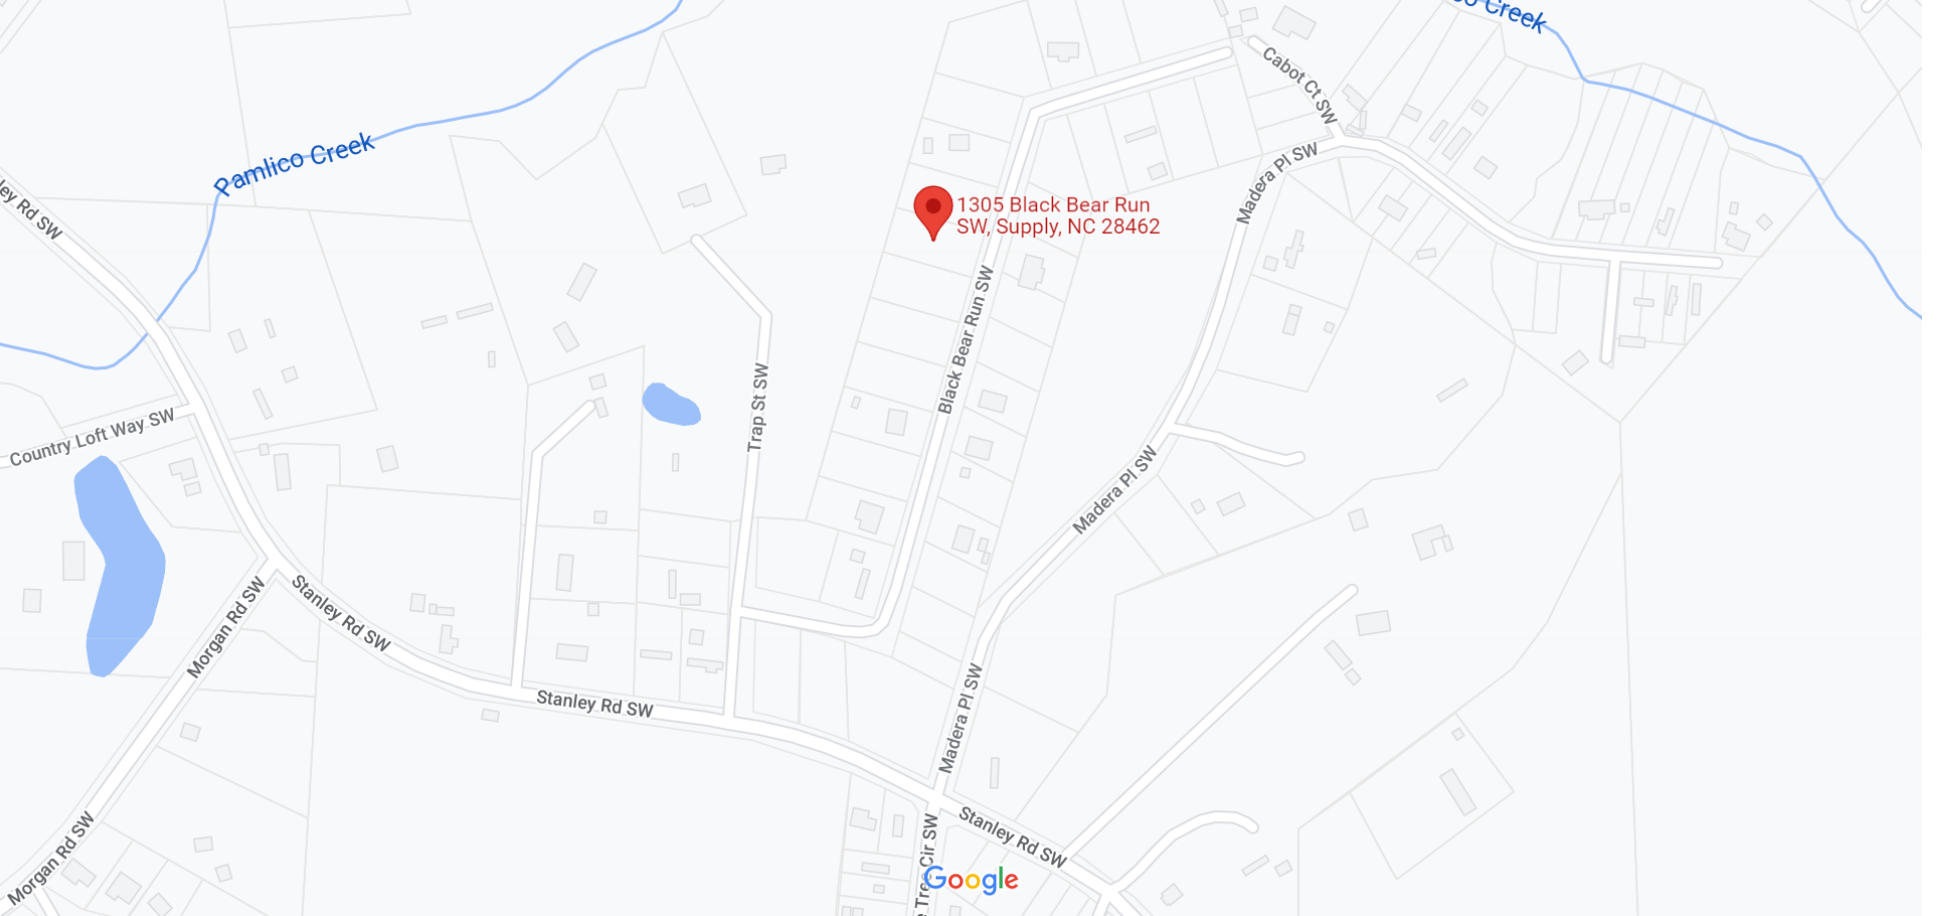 Creek
Cabot Ct SW
Pamlico Creek
Madera Pl SW
Rd SW
1305 Black Bear Run
SW, Supply, NC 28462
Black Bear Run SW
Trap St SW
Country Loft Way SW
Madera Pl SW
Stanley Rd SW
Morgan Rd SW
Madera Pl SW
Stanley Rd SW
Stanley Rd SW
Morgan Rd SW
Cir SW
Google